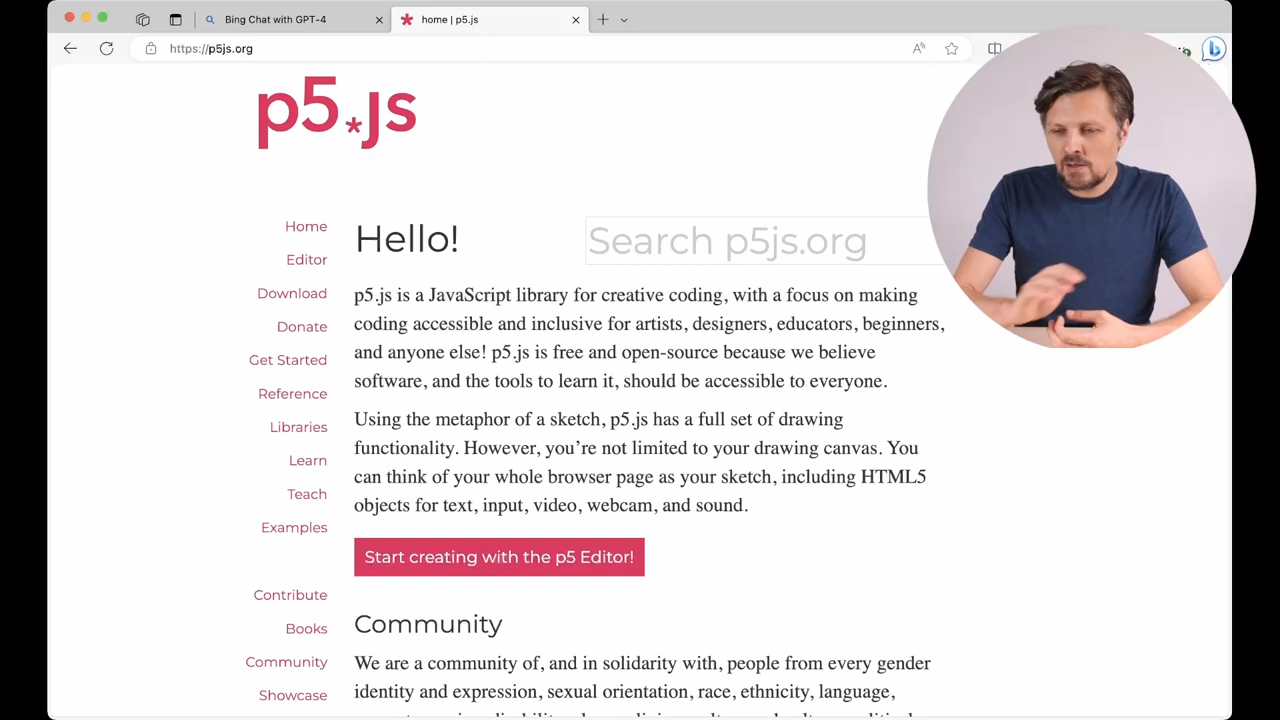 Bing Chat with GPT-4
home | p5.js
https://p5js.org
p5*js
Home
Editor
Download
Donate
Get Started
Reference
Libraries
Learn
Teach
Examples
Contribute
Books
Community
Showcase
Hello!
Search p5js.org
p5.js is a JavaScript library for creative coding, with a focus on making
coding accessible and inclusive for artists, designers, educators, beginners,
and anyone else! p5.js is free and open-source because we believe
software, and the tools to learn it, should be accessible to everyone.
Using the metaphor of a sketch, p5.js has a full set of drawing
functionality. However, you’re not limited to your drawing canvas. You
can think of your whole browser page as your sketch, including HTML5
objects for text, input, video, webcam, and sound.
Start creating with the p5 Editor!
Community
We are a community of, and in solidarity with, people from every gender
identity and expression, sexual orientation, race, ethnicity, language,